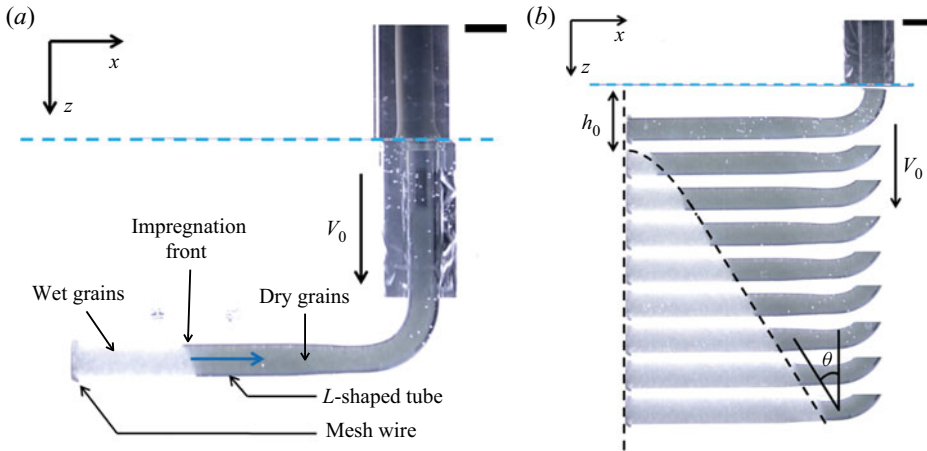 (a)
x
z
V0
Impregnation
front
Wet grains
Dry grains
L-shaped tube
Mesh wire
(b)
x
z
h0
V0
θ